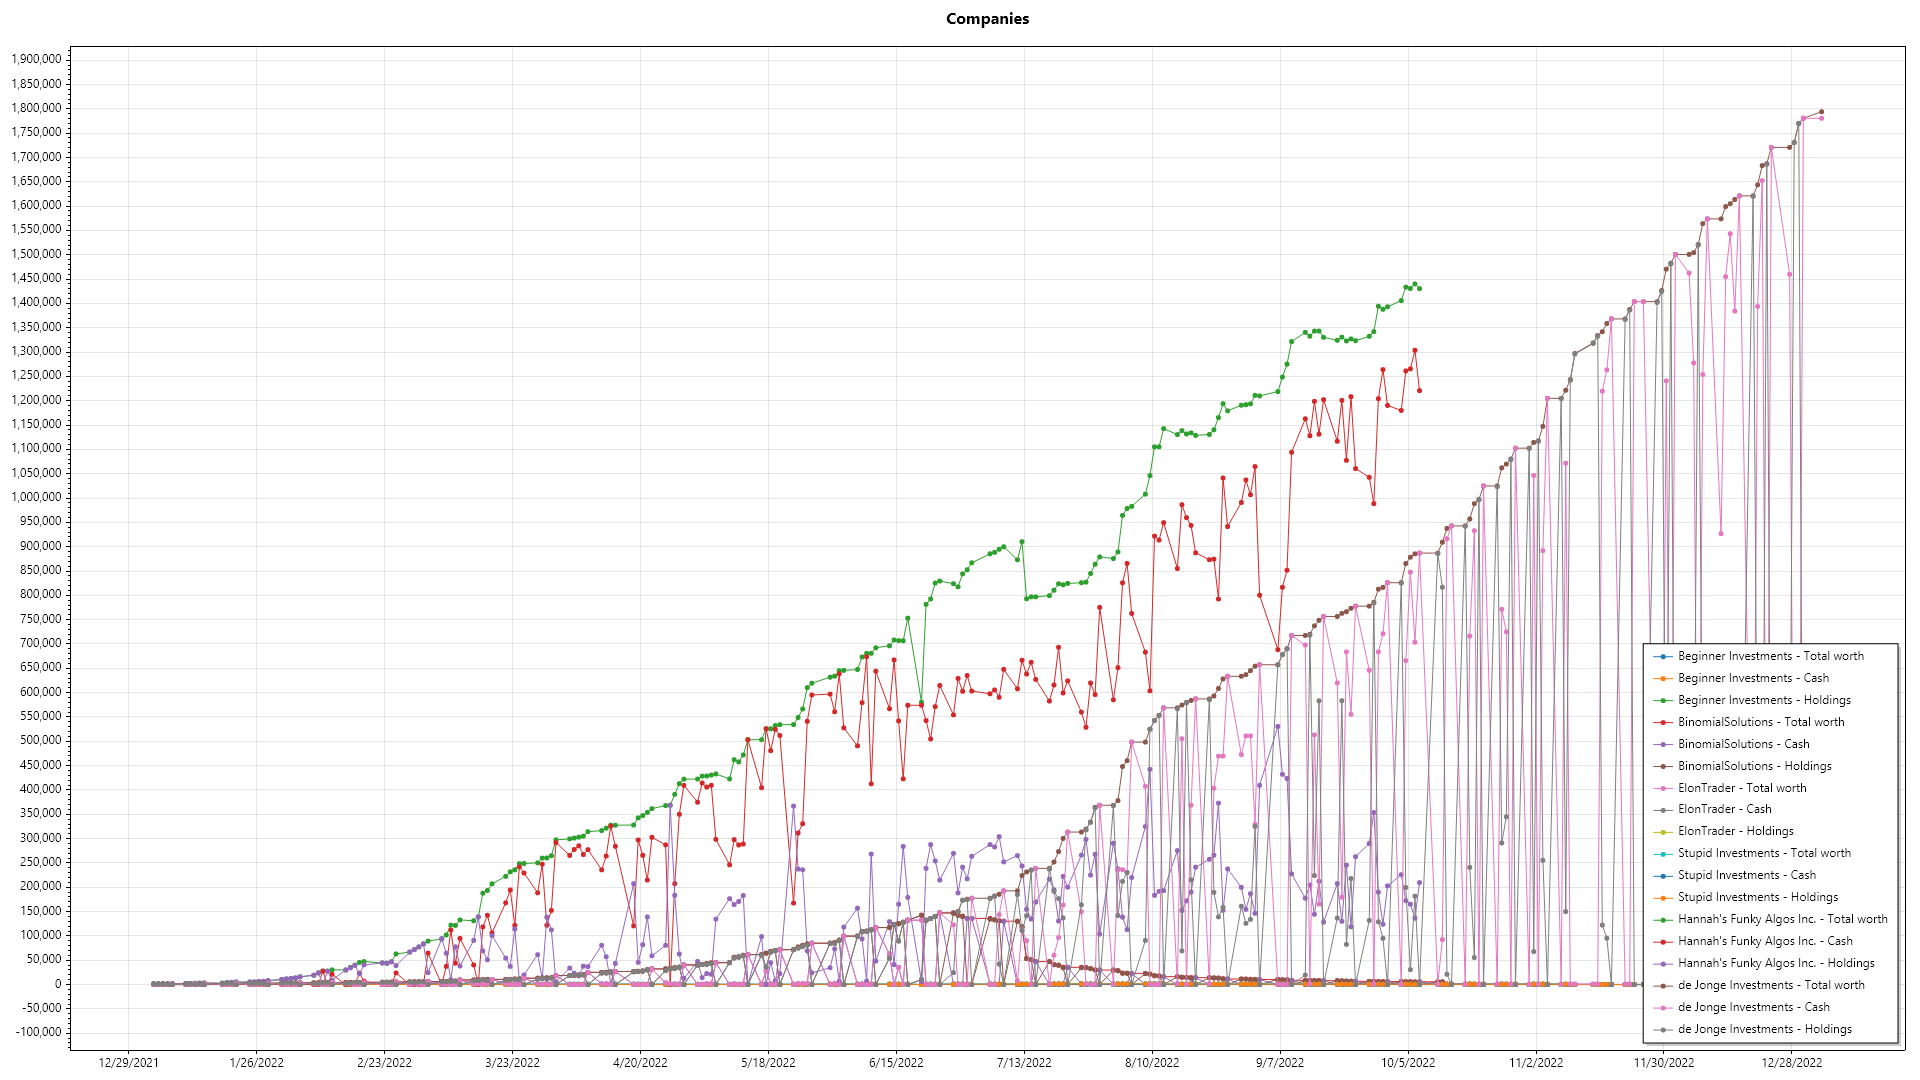 Companies
1,900,000
1,850,000
1,800,000
1,750,000
1,700,000
1,650,000
1,600,000
1,550,000
1,500,000
1,450,000
1,400,000
1,350,000
1,300,000
1,250,000
1,200,000
1,150,000
1,100,000
1,050,000
1,000,000
950,000
900,000
850,000
800,000
750,000
700,000
650,000
600,000
550,000
500,000
450,000
400,000
350,000
300,000
250,000
200,000
150,000
100,000
50,000
0
-50,000
-100,000
12/29/2021 1/26/2022 2/23/2022 3/23/2022 4/20/2022 5/18/2022 6/15/2022 7/13/2022 8/10/2022 9/7/2022 10/5/2022 11/2/2022 11/30/2022 12/28/2022
Beginner Investments - Total worth
Beginner Investments - Cash
Beginner Investments - Holdings
BinomialSolutions - Total worth
BinomialSolutions - Cash
BinomialSolutions - Holdings
ElonTrader - Total worth
ElonTrader - Cash
ElonTrader - Holdings
Stupid Investments - Total worth
Stupid Investments - Cash
Stupid Investments - Holdings
Hannah's Funky Algos Inc. - Total worth
Hannah's Funky Algos Inc. - Cash
Hannah's Funky Algos Inc. - Holdings
de Jonge Investments - Total worth
de Jonge Investments - Cash
de Jonge Investments - Holdings